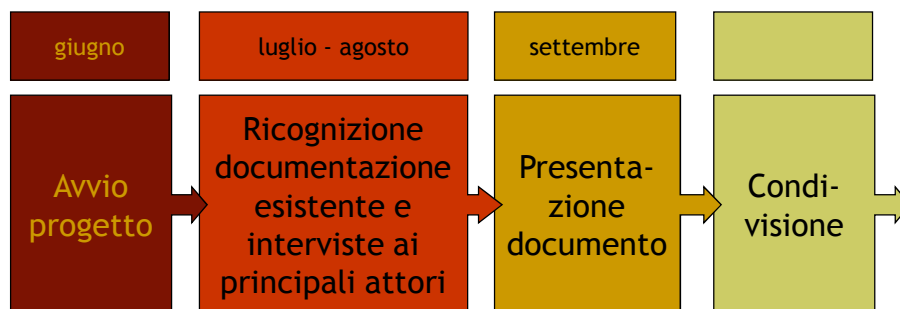 giugno
luglio - agosto
settembre
Avvio
progetto
Ricognizione
documentazione
esistente e
interviste ai
principali attori
Presenta-
zione
documento
Condi-
visione